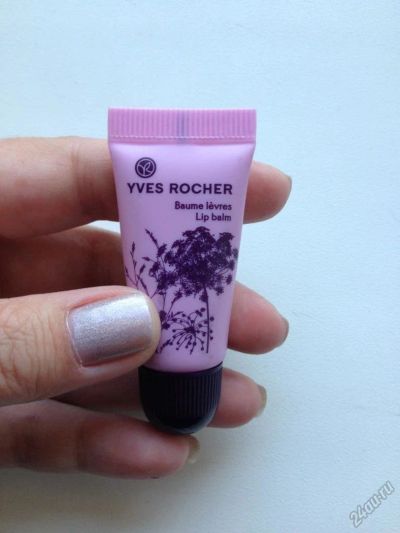 YVES ROCHER
Baume lèvres
Lip balm
24au.ru